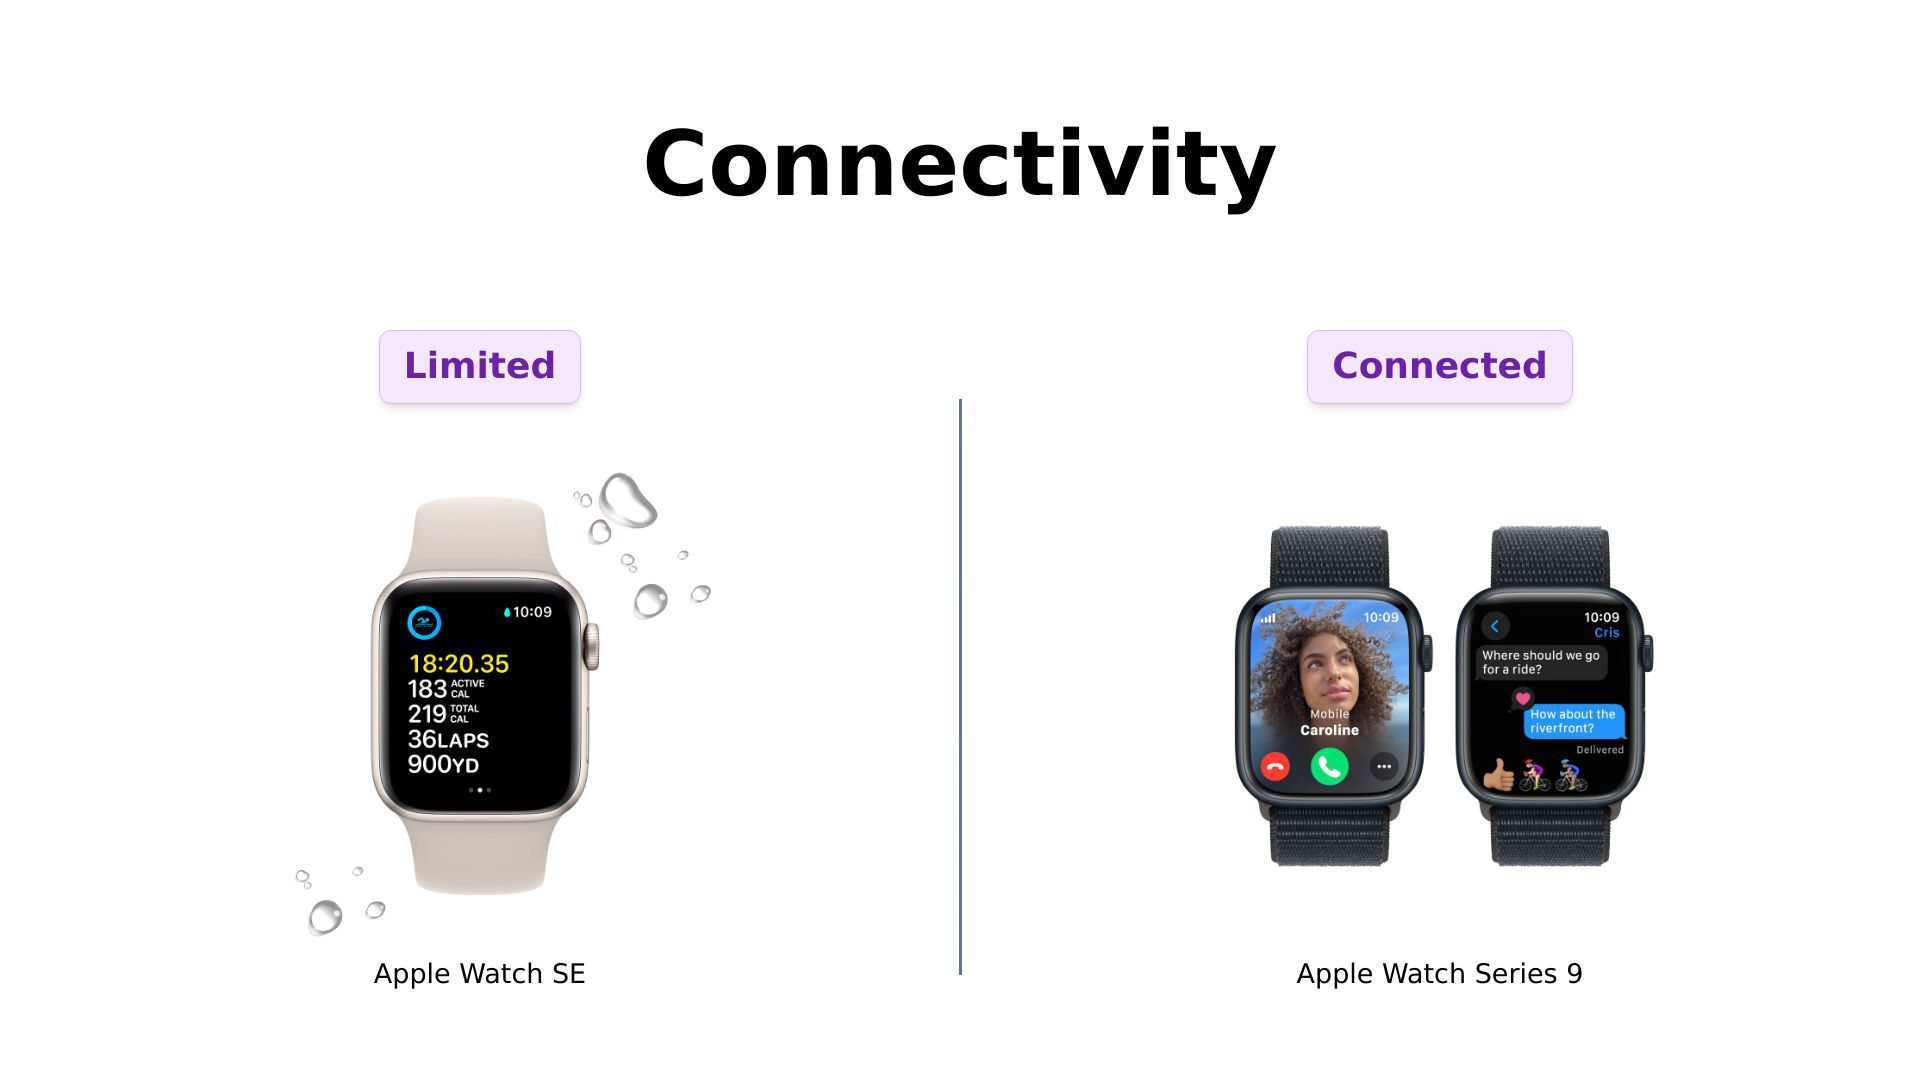 Connectivity
Limited
Connected
10:09
18:20.35
183 ACTIVE CAL
219 TOTAL CAL
36LAPS
900YD
Apple Watch SE
10:09
Mobile
Caroline
10:09
Cris
Where should we go
for a ride?
How about the
riverfront?
Delivered
Apple Watch Series 9